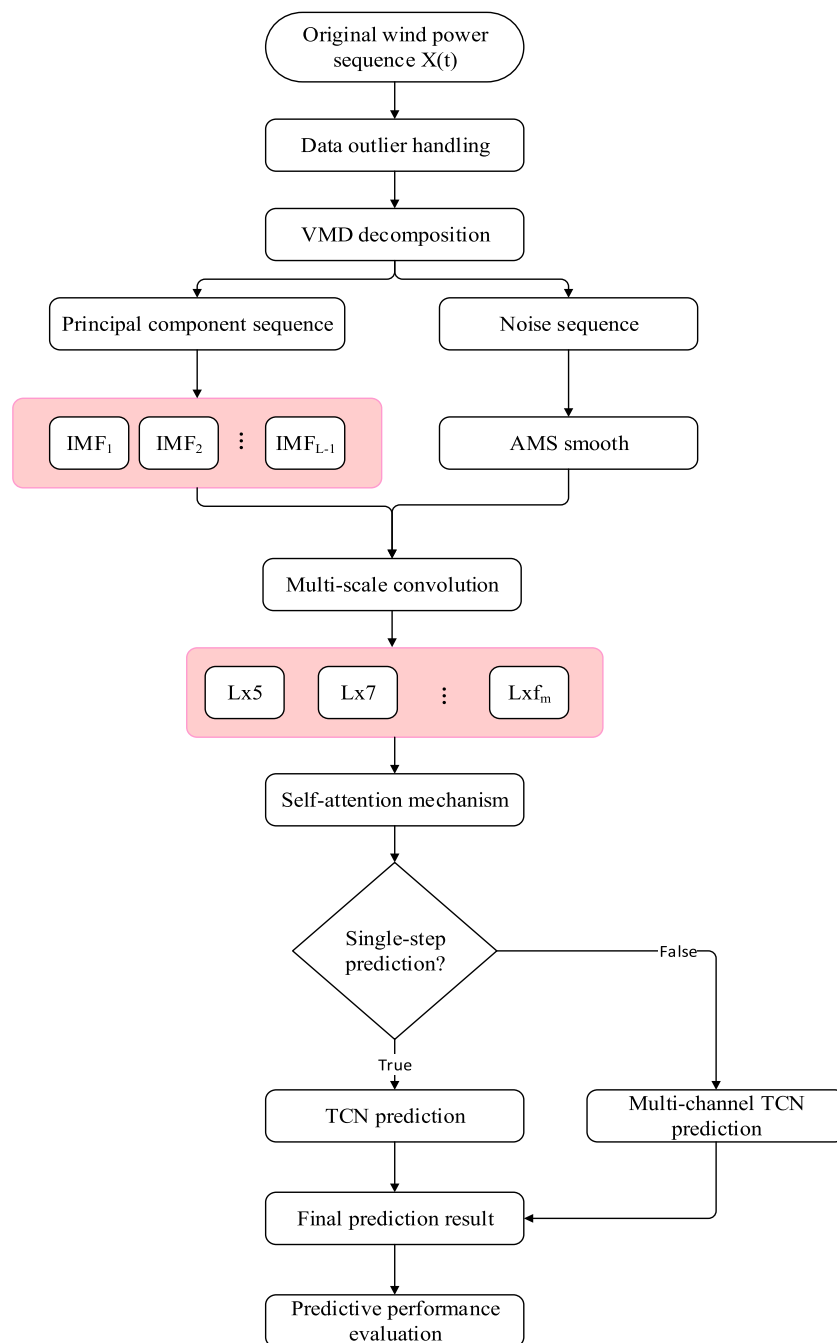 Original wind power
sequence X(t)
Data outlier handling
VMD decomposition
Principal component sequence
Noise sequence
IMF₁ IMF₂ ⋮ IMF_L-1
AMS smooth
Multi-scale convolution
Lx5 Lx7 ⋮ Lxfₘ
Self-attention mechanism
Single-step
prediction?
False
True
TCN prediction
Multi-channel TCN
prediction
Final prediction result
Predictive performance
evaluation